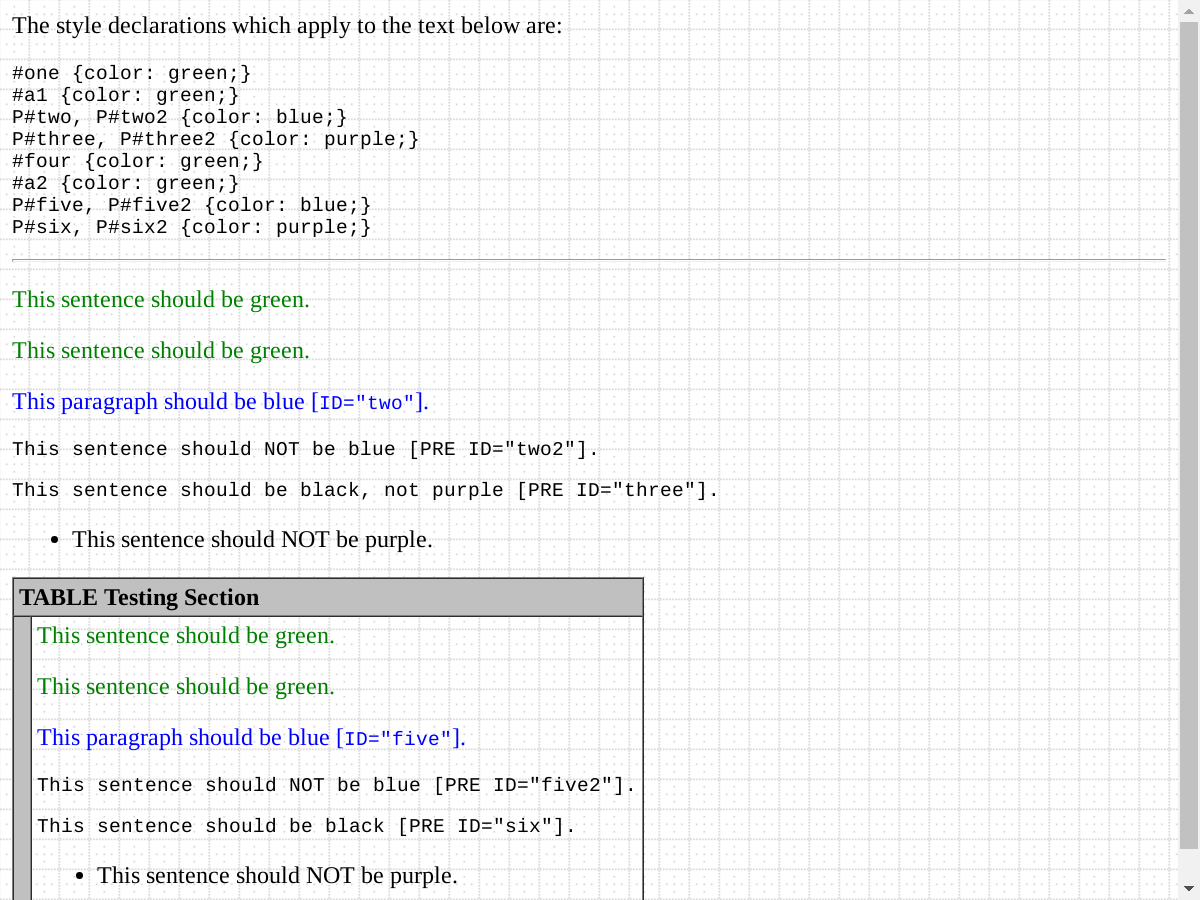 The style declarations which apply to the text below are:
#one {color: green;}
#a1 {color: green;}
P#two, P#two2 {color: blue;}
P#three, P#three2 {color: purple;}
#four {color: green;}
#a2 {color: green;}
P#five, P#five2 {color: blue;}
P#six, P#six2 {color: purple;}
This sentence should be green.
This sentence should be green.
This paragraph should be blue [ID="two"].
This sentence should NOT be blue [PRE ID="two2"].
This sentence should be black, not purple [PRE ID="three"].
• This sentence should NOT be purple.
TABLE Testing Section
This sentence should be green.
This sentence should be green.
This paragraph should be blue [ID="five"].
This sentence should NOT be blue [PRE ID="five2"].
This sentence should be black [PRE ID="six"].
• This sentence should NOT be purple.